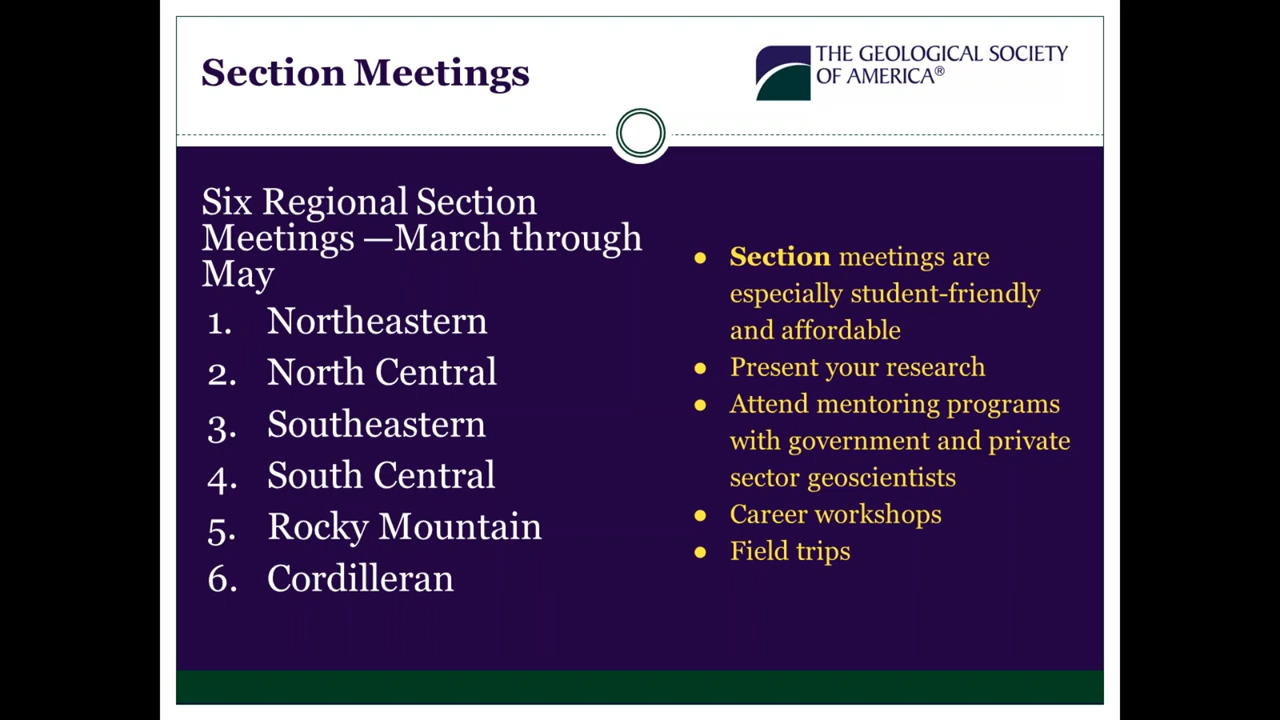 Section Meetings
THE GEOLOGICAL SOCIETY
OF AMERICA®
Six Regional Section
Meetings —March through
May
1. Northeastern
2. North Central
3. Southeastern
4. South Central
5. Rocky Mountain
6. Cordilleran
● Section meetings are
especially student-friendly
and affordable
● Present your research
● Attend mentoring programs
with government and private
sector geoscientists
● Career workshops
● Field trips